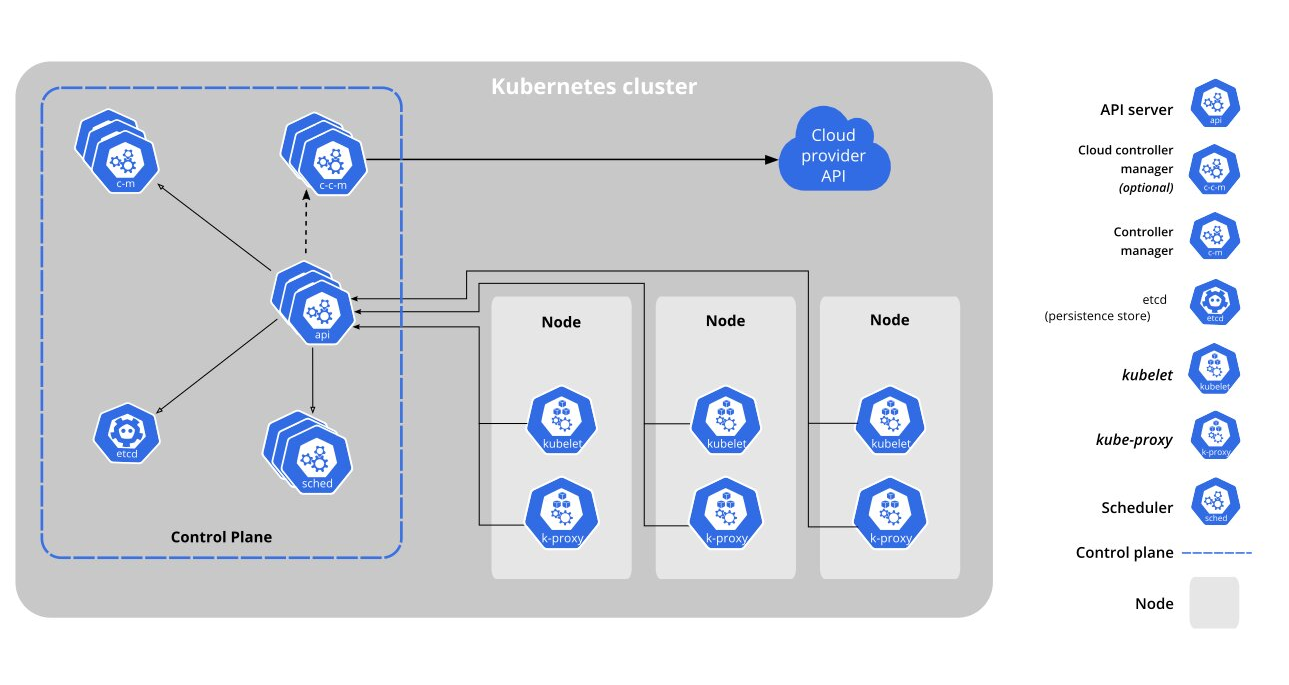 Kubernetes cluster
c-m
c-c-m
Cloud
provider
API
api
etcd
sched
Control Plane
Node
kubelet
k-proxy
Node
kubelet
k-proxy
Node
kubelet
k-proxy
API server
api
Cloud controller
manager
(optional)
c-c-m
Controller
manager
c-m
etcd
(persistence store)
etcd
kubelet
kubelet
kube-proxy
k-proxy
Scheduler
sched
Control plane
Node